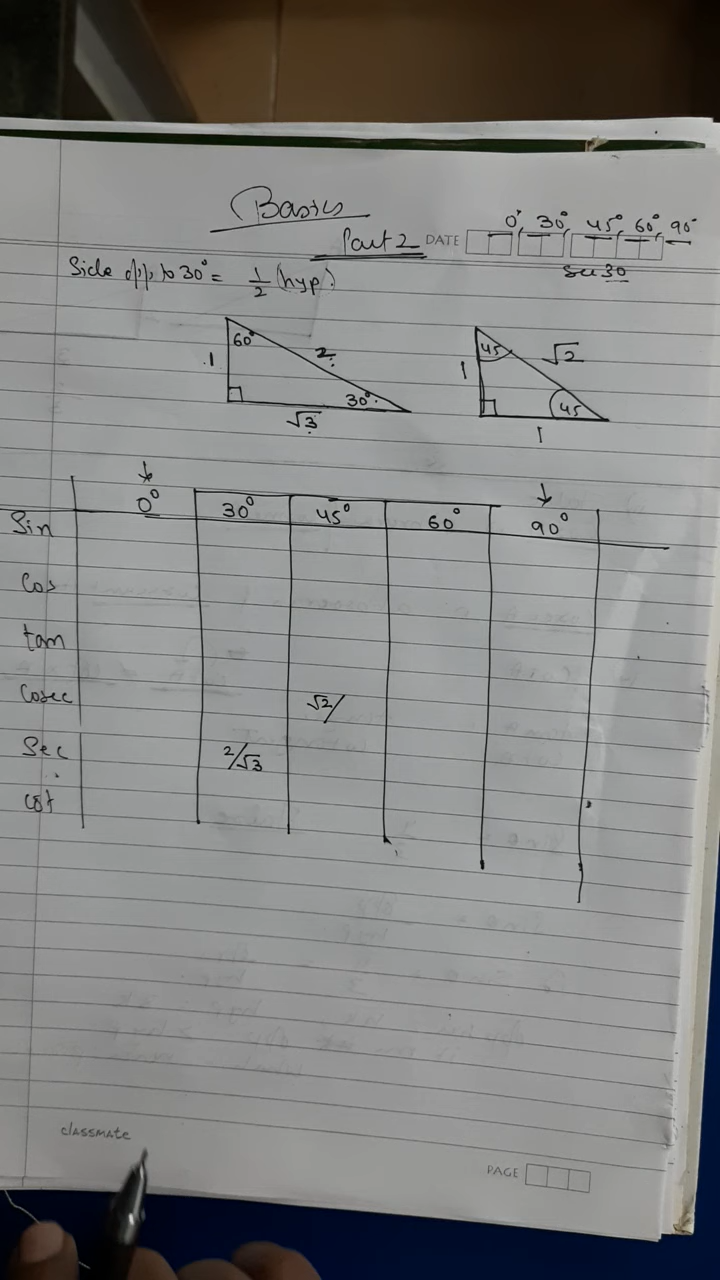 Basics
Part 2 DATE 0°, 30°, 45°, 60°, 90°
Side opp. to 30° = 1/2 (hyp)
sec 30
60° 2 45 √2
1 1
30° 45
√3 1
0° 30° 45° 60° 90°
Sin
Cos
tan
Cosec √2/
Sec 2/√3
cot
classmate
PAGE